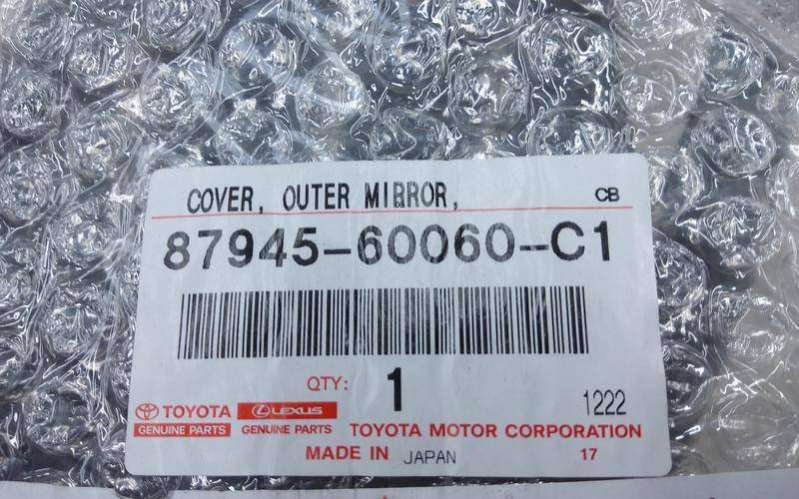 COVER, OUTER MIRROR, CB
87945-60060-C1
QTY: 1
1222
TOYOTA LEXUS
GENUINE PARTS GENUINE PARTS TOYOTA MOTOR CORPORATION
MADE IN JAPAN 17